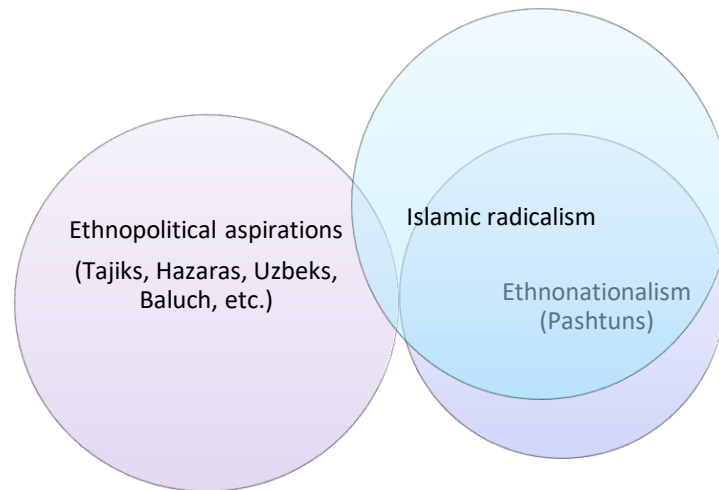 Ethnopolitical aspirations
(Tajiks, Hazaras, Uzbeks,
Baluch, etc.)
Islamic radicalism
Ethnonationalism
(Pashtuns)